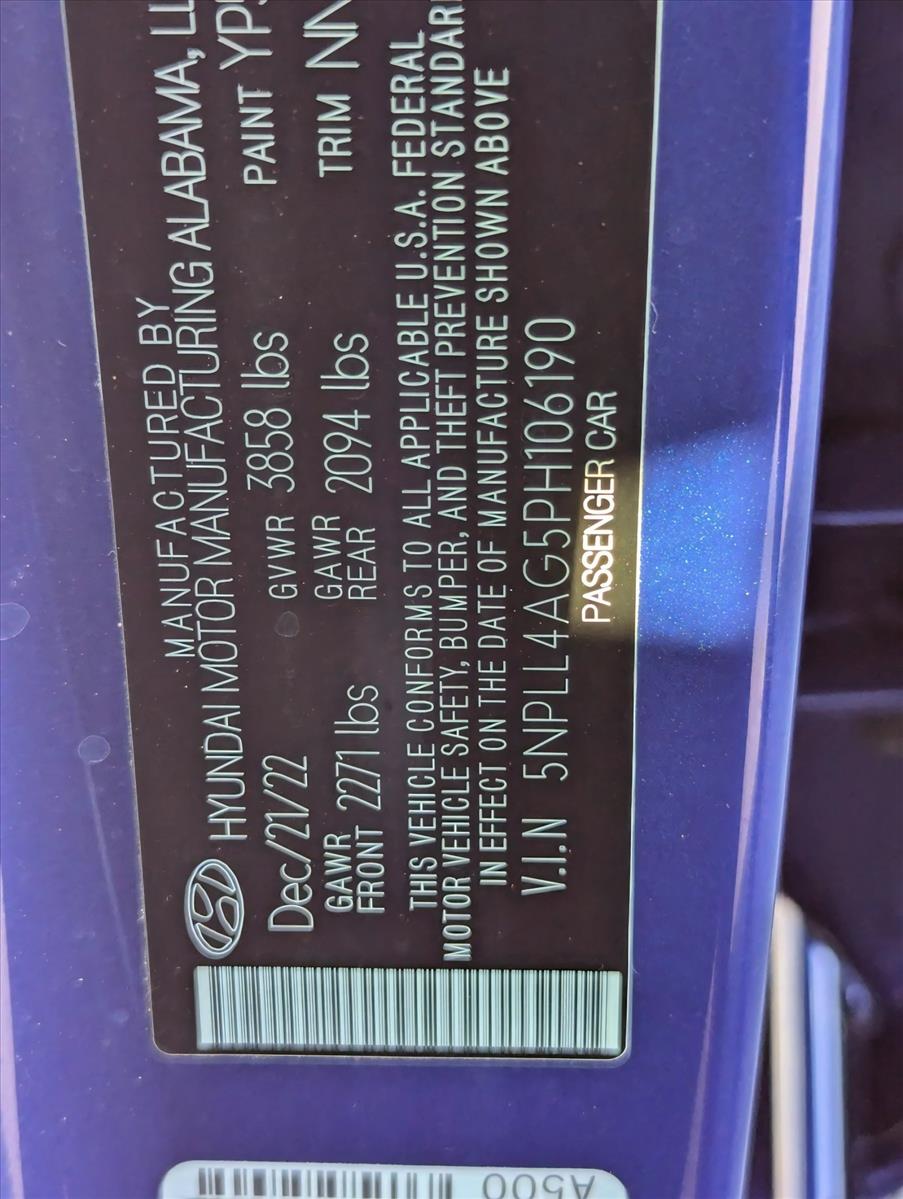 MANUFACTURED BY
HYUNDAI MOTOR MANUFACTURING ALABAMA,
Dec/21/22 GVWR 3858 lbs PAINT
GAWR FRONT 2271 lbs GAWR REAR 2094 lbs TRIM
THIS VEHICLE CONFORMS TO ALL APPLICABLE U.S.A. FEDERAL
MOTOR VEHICLE SAFETY, BUMPER, AND THEFT PREVENTION STANDAR
IN EFFECT ON THE DATE OF MANUFACTURE SHOWN ABOVE
V.I.N 5NPLL4AG5PH106190
PASSENGER CAR
A500